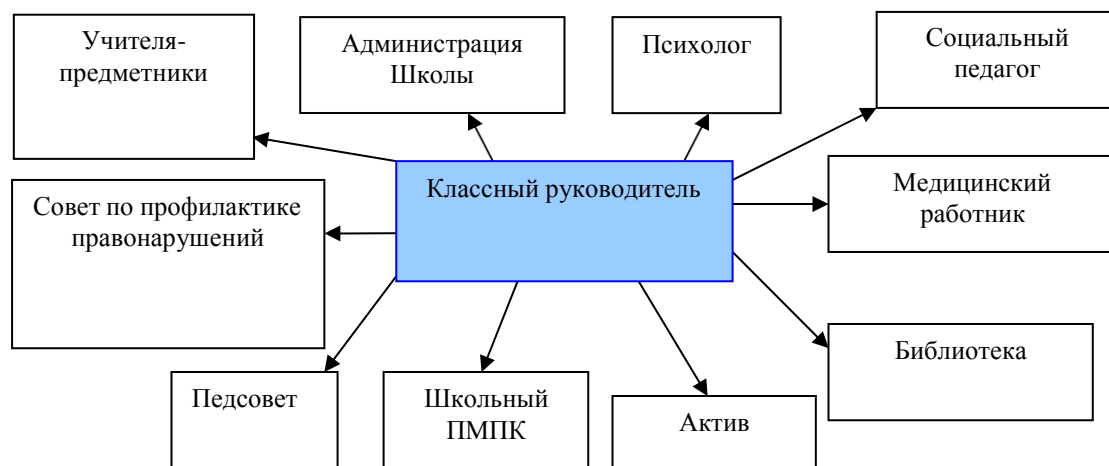 Учителя-
предметники
Администрация
Школы
Психолог
Социальный
педагог
Классный руководитель
Совет по профилактике
правонарушений
Медицинский
работник
Библиотека
Педсовет
Школьный
ПМПК
Актив